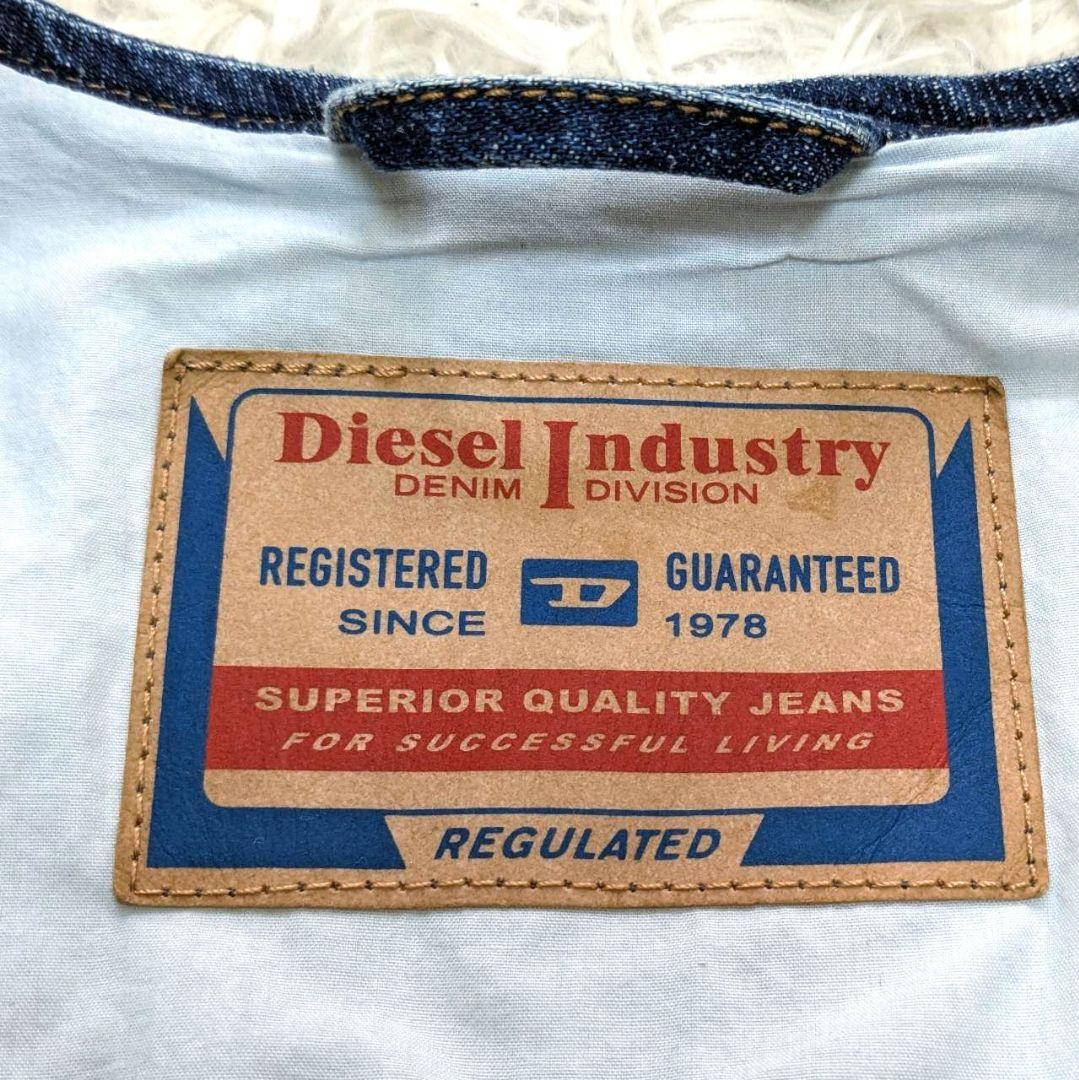 Diesel Industry
DENIM DIVISION
REGISTERED D GUARANTEED
SINCE 1978
SUPERIOR QUALITY JEANS
FOR SUCCESSFUL LIVING
REGULATED